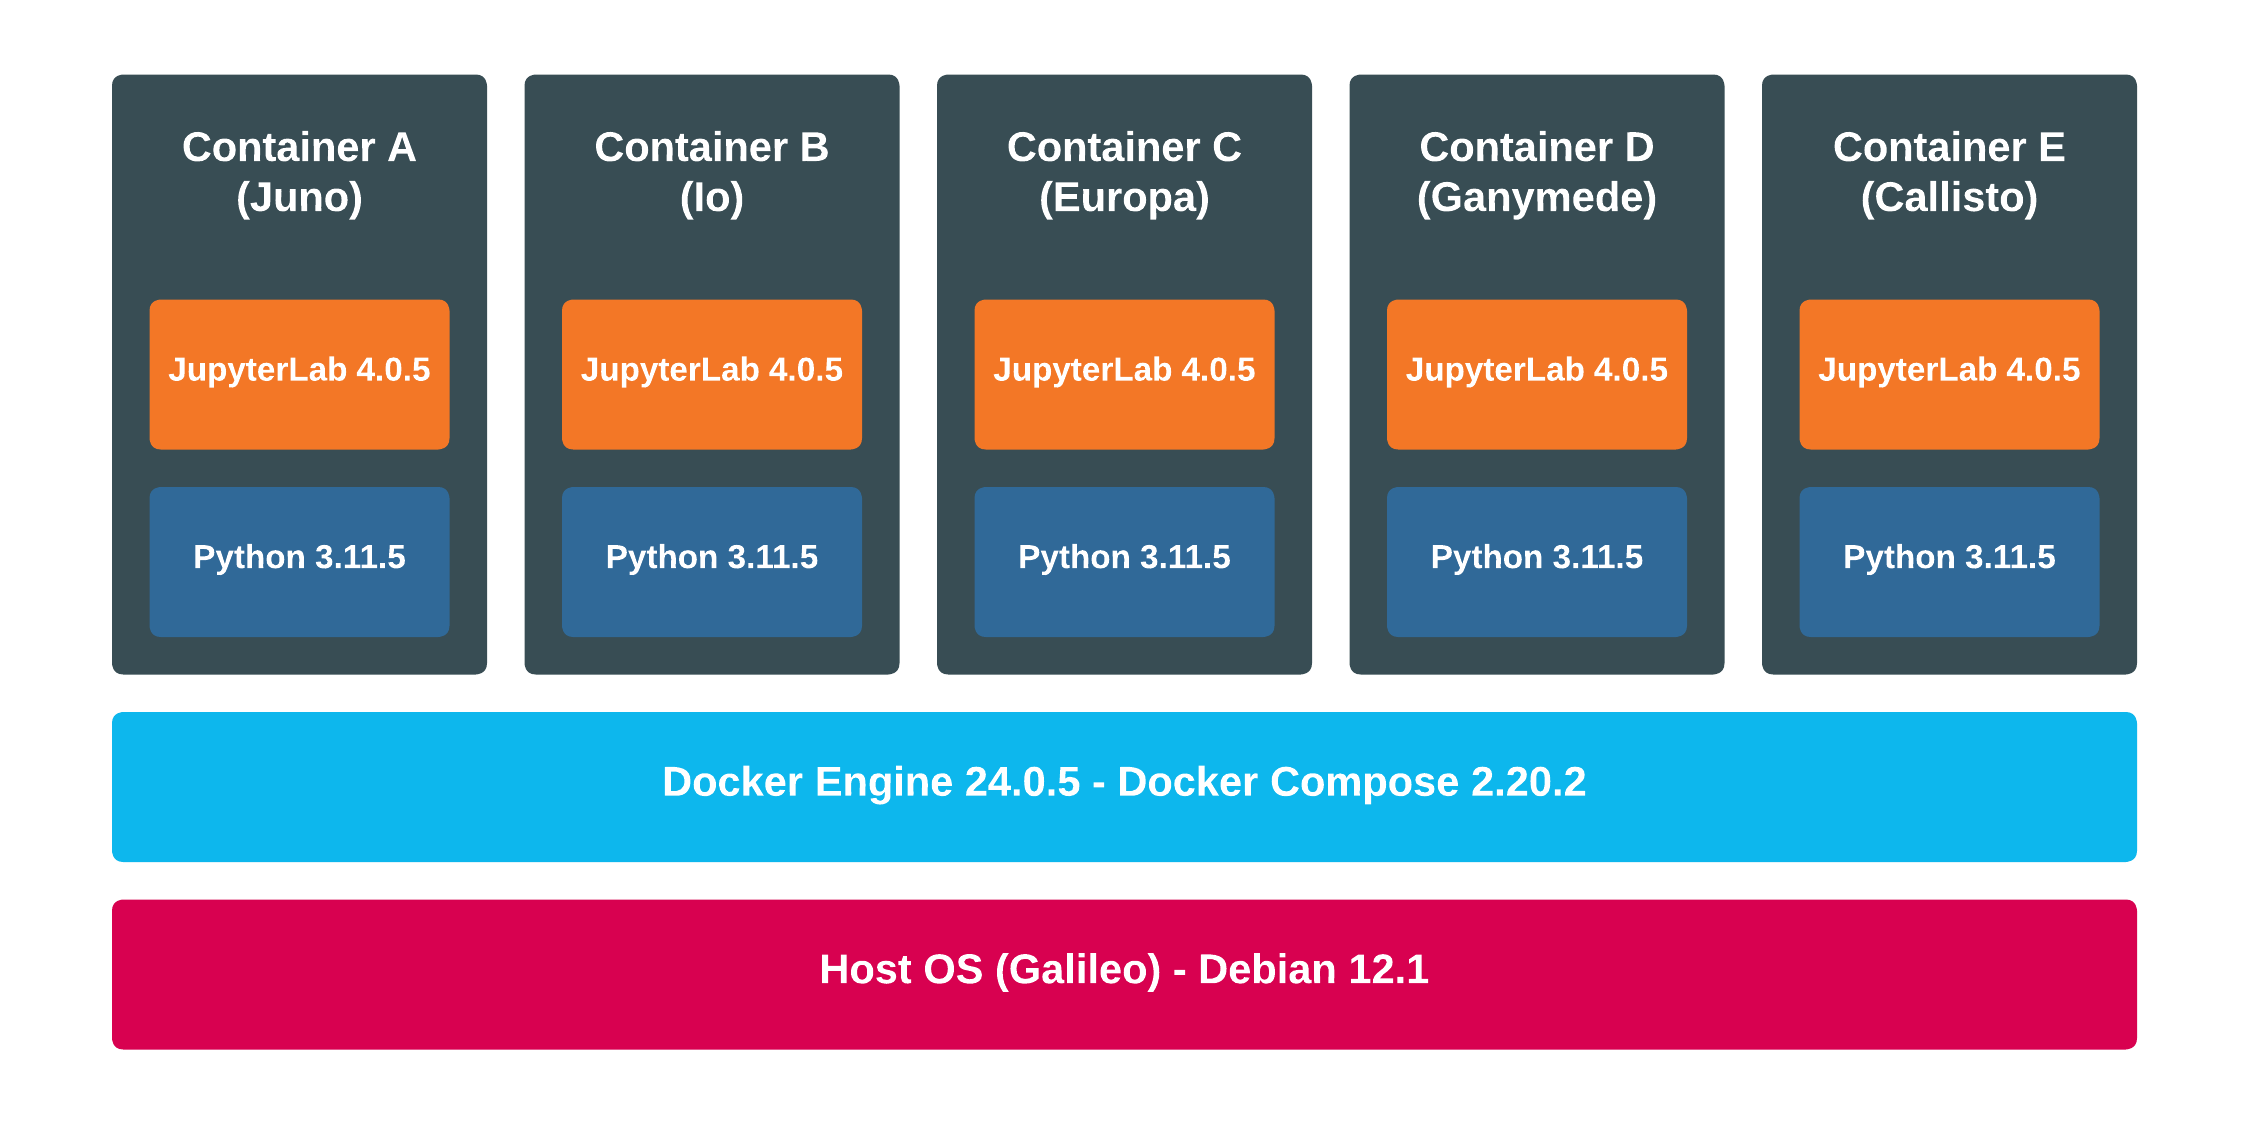 Container A
(Juno)
JupyterLab 4.0.5
Python 3.11.5
Container B
(Io)
JupyterLab 4.0.5
Python 3.11.5
Container C
(Europa)
JupyterLab 4.0.5
Python 3.11.5
Container D
(Ganymede)
JupyterLab 4.0.5
Python 3.11.5
Container E
(Callisto)
JupyterLab 4.0.5
Python 3.11.5
Docker Engine 24.0.5 - Docker Compose 2.20.2
Host OS (Galileo) - Debian 12.1